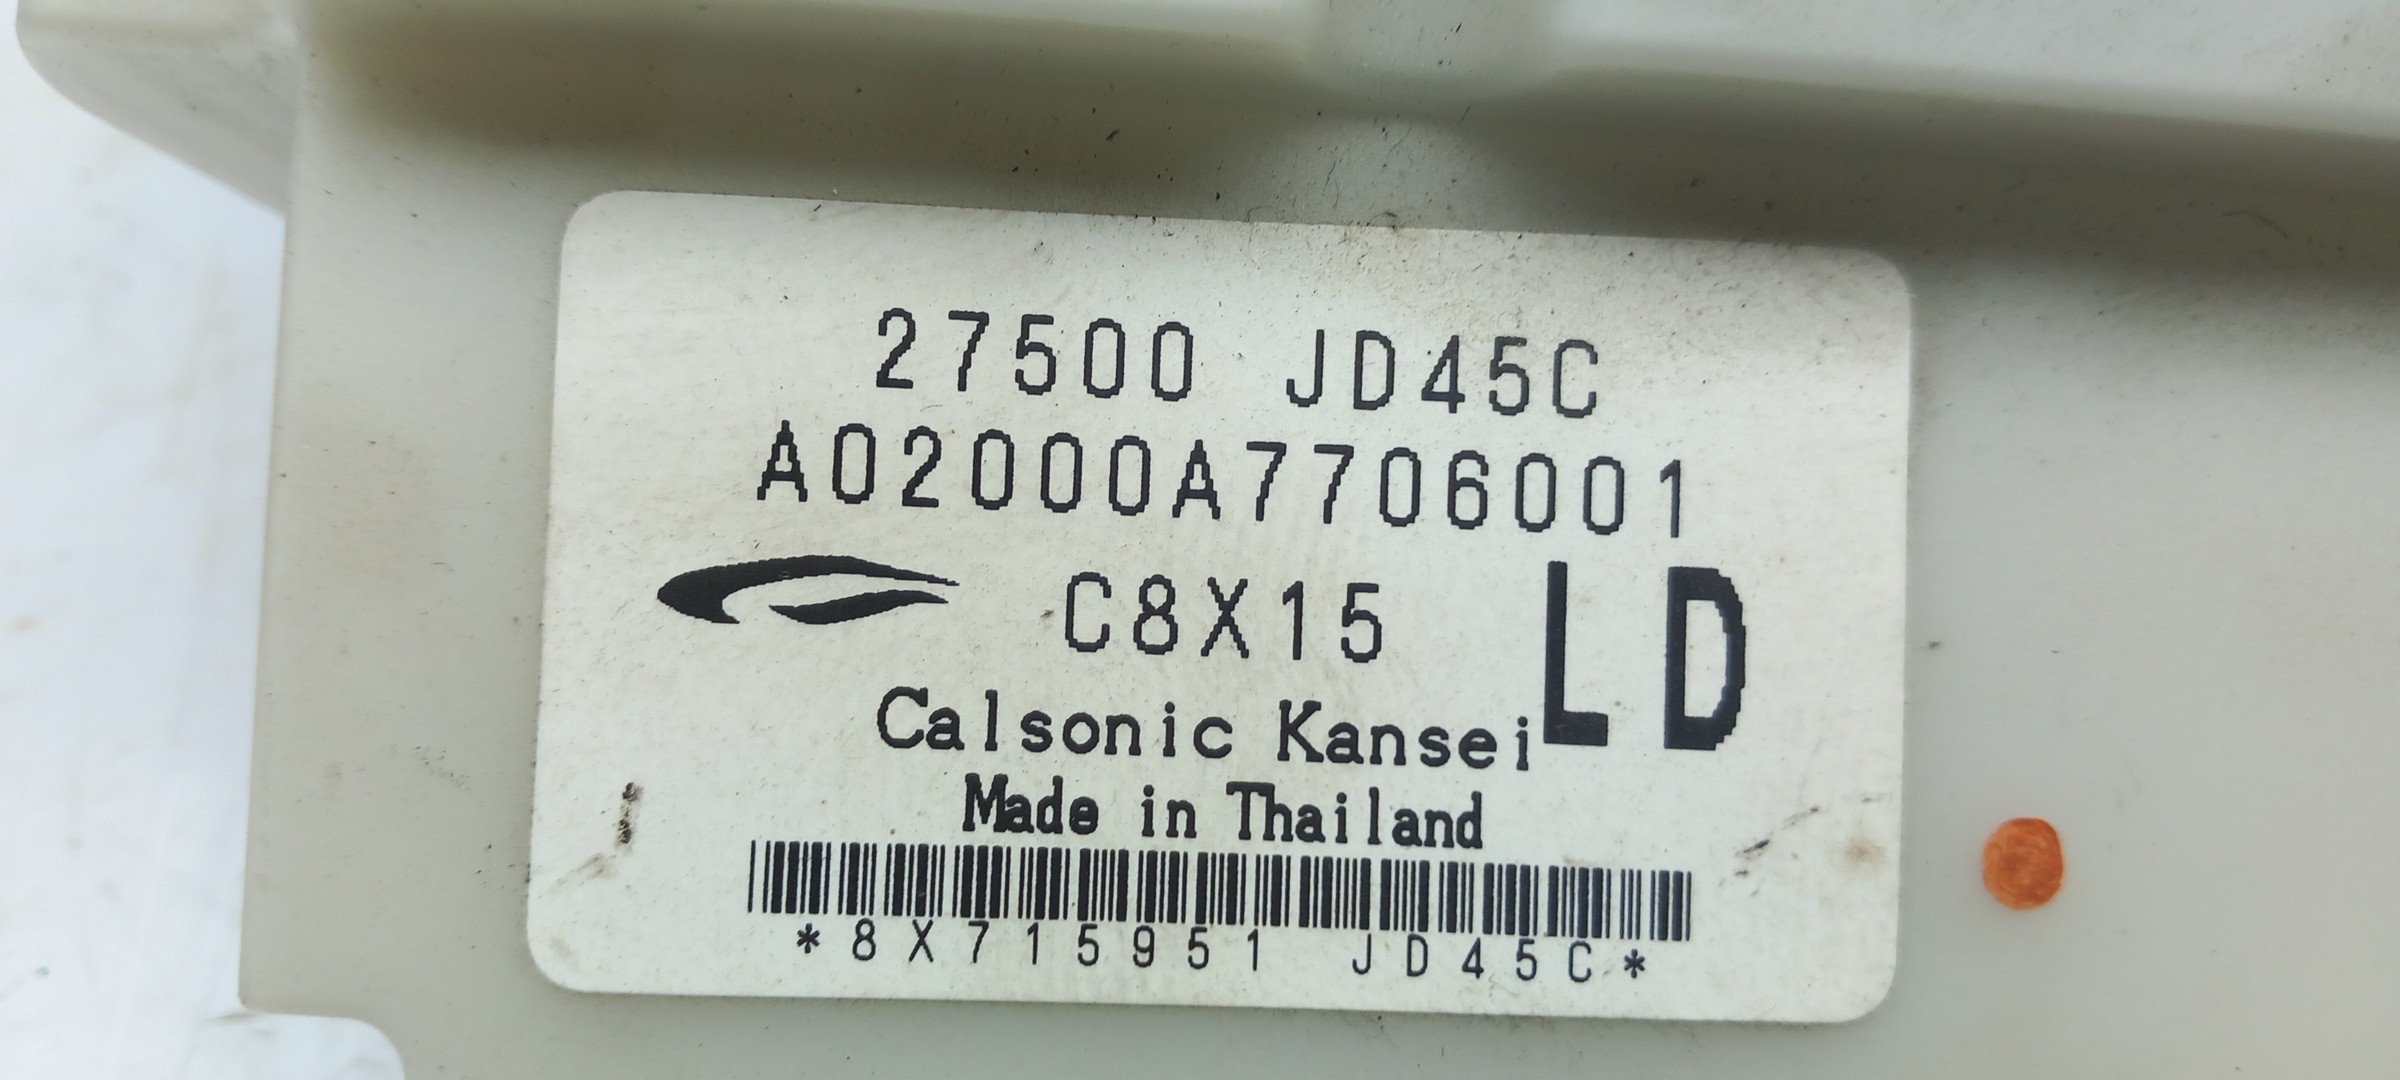 27500 JD45C
A02000A7706001
C8X15 LD
Calsonic Kansei
Made in Thailand
*8X715951 JD45C*